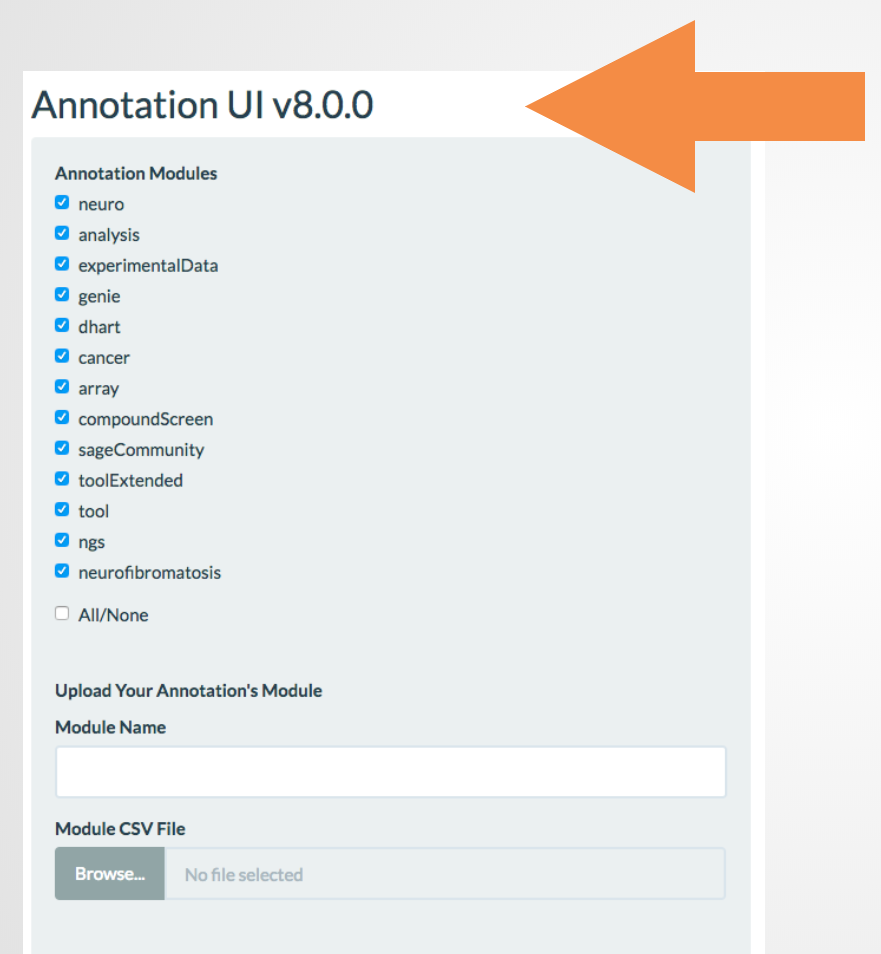 Annotation UI v8.0.0
Annotation Modules
neuro
analysis
experimentalData
genie
dhart
cancer
array
compoundScreen
sageCommunity
toolExtended
tool
ngs
neurofibromatosis
All/None
Upload Your Annotation's Module
Module Name
Module CSV File
Browse... No file selected